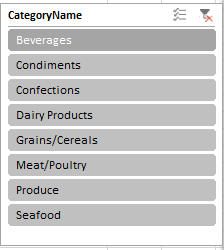 CategoryName
Beverages
Condiments
Confections
Dairy Products
Grains/Cereals
Meat/Poultry
Produce
Seafood